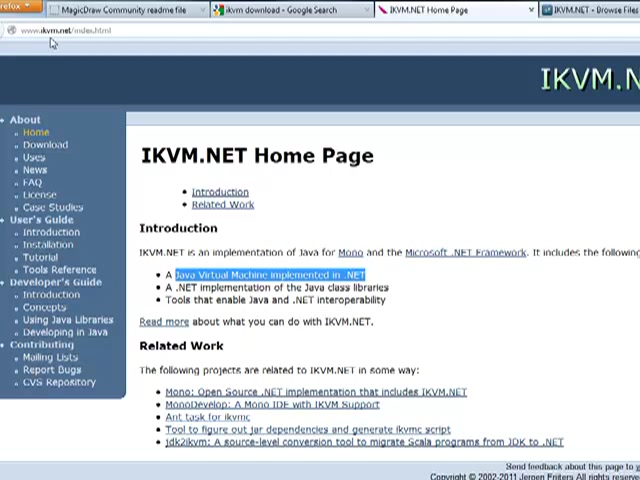 MagicDraw Community readme file
ikvm download - Google Search
IKVM.NET Home Page
IKVM.NET - Browse Files
www.ikvm.net/index.html
IKVM.N
About
Home
Download
Uses
News
FAQ
License
Case Studies
User's Guide
Introduction
Installation
Tutorial
Tools Reference
Developer's Guide
Introduction
Concepts
Using Java Libraries
Developing in Java
Contributing
Mailing Lists
Report Bugs
CVS Repository
IKVM.NET Home Page
Introduction
Related Work
Introduction
IKVM.NET is an implementation of Java for Mono and the Microsoft .NET Framework. It includes the following
A Java Virtual Machine implemented in .NET
A .NET implementation of the Java class libraries
Tools that enable Java and .NET interoperability
Read more about what you can do with IKVM.NET.
Related Work
The following projects are related to IKVM.NET in some way:
Mono: Open Source .NET implementation that includes IKVM.NET
MonoDevelop: A Mono IDE with IKVM Support
Ant task for ikvmc
Tool to figure out jar dependencies and generate ikvmc script
jdk2ikvm: A source-level conversion tool to migrate Scala programs from JDK to .NET
Send feedback about this page to
Copyright © 2002-2011 Jeroen Frijters All rights reserve